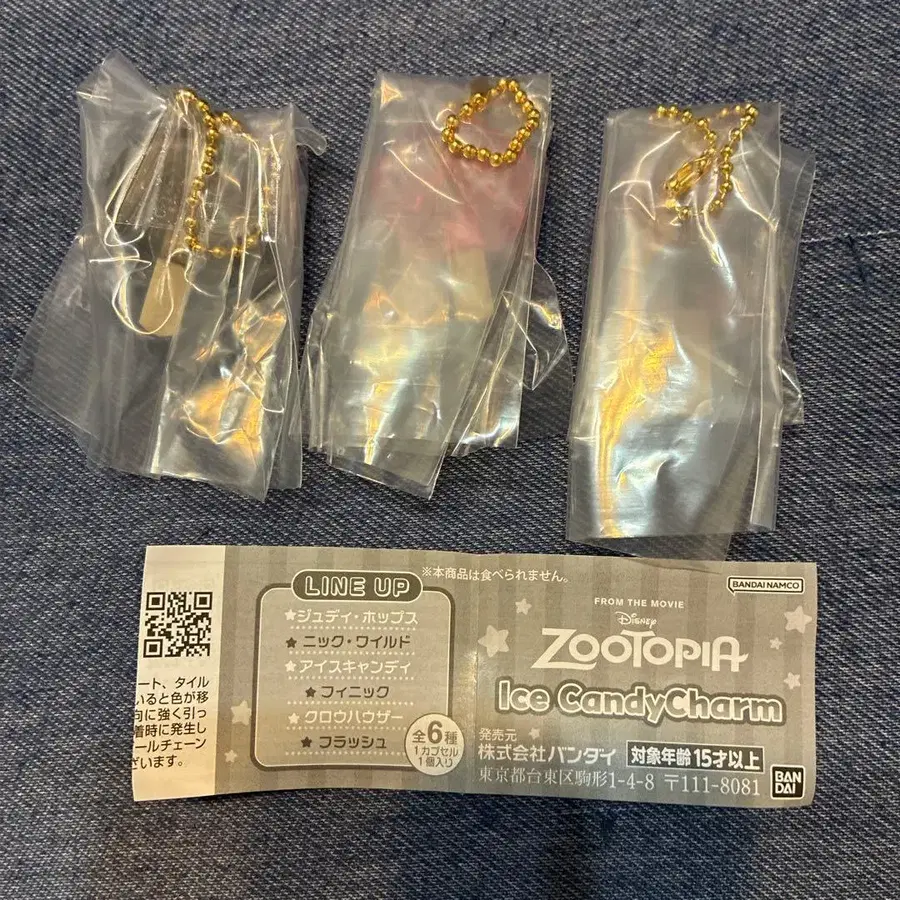 ※本商品は食べられません。
LINE UP
ジュディ・ホップス
ニック・ワイルド
アイスキャンディ
フィニック
クロウハウザー
フラッシュ
全6種
1カプセル
1個入り
ート、タイル
いると色が移
向に強く引っ
着時に発生し
ールチェーン
ざいます。
BANDAI NAMCO
FROM THE MOVIE
Disney
ZOOTOPIA
Ice CandyCharm
発売元
株式会社 バンダイ 対象年齢15才以上
東京都台東区駒形1-4-8 〒111-8081
BAN
DAI